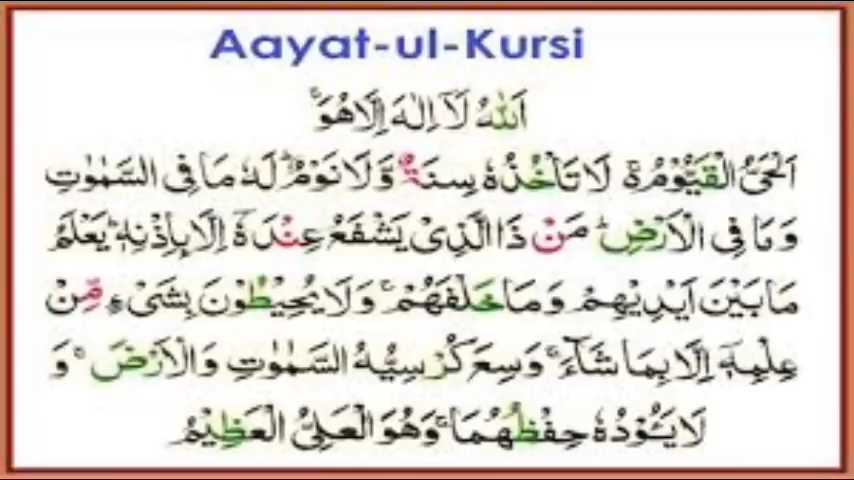 Aayat-ul-Kursi
اَللّٰهُ لَآ اِلٰهَ اِلَّا هُوَۚ
اَلْحَیُّ الْقَیُّوْمُ ۚ لَا تَاْخُذُهٗ سِنَةٌ وَّلَا نَوْمٌ ؕ لَهٗ مَا فِی السَّمٰوٰتِ
وَمَا فِی الْاَرْضِ ؕ مَنْ ذَا الَّذِیْ یَشْفَعُ عِنْدَهٗۤ اِلَّا بِاِذْنِهٖ ؕ یَعْلَمُ
مَا بَیْنَ اَیْدِیْهِمْ وَمَا خَلْفَهُمْ ۚ وَلَا یُحِیْطُوْنَ بِشَیْءٍ مِّنْ
عِلْمِهٖۤ اِلَّا بِمَا شَآءَ ۚ وَسِعَ كُرْسِیُّهُ السَّمٰوٰتِ وَالْاَرْضَ ۚ وَ
لَا یَـُٔوْدُهٗ حِفْظُهُمَا ۚ وَهُوَ الْعَلِیُّ الْعَظِیْمُ